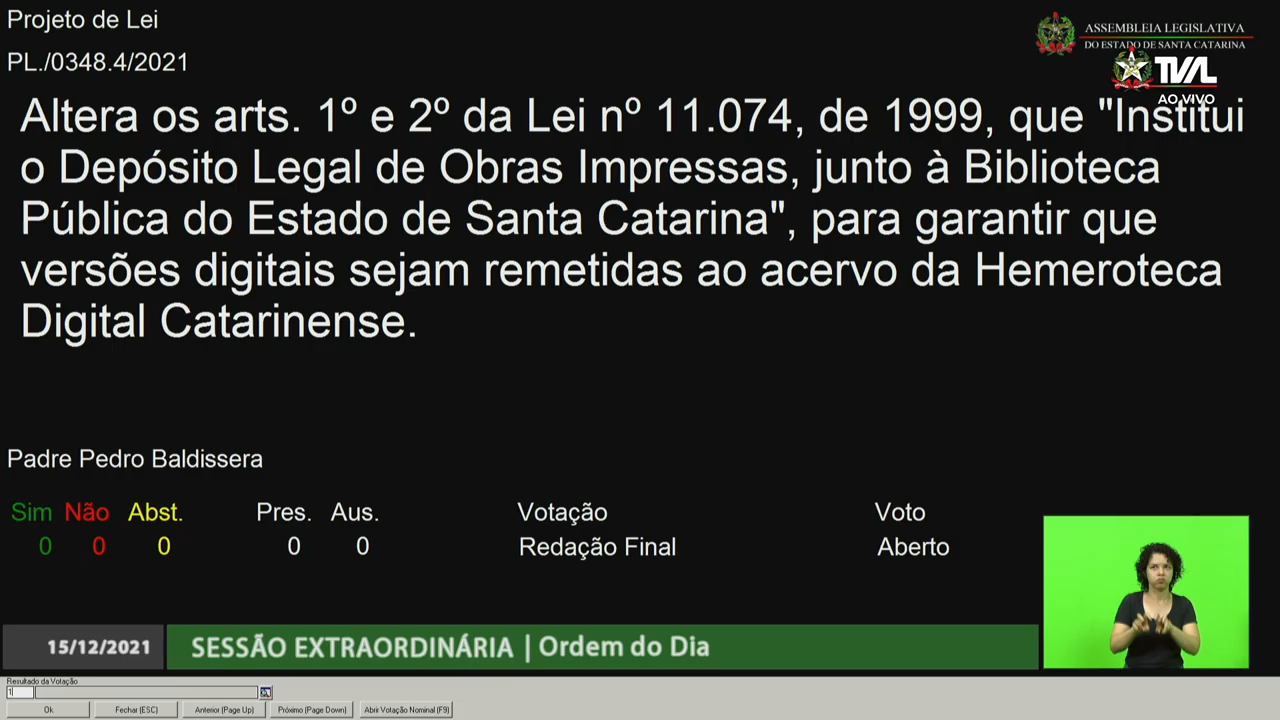 Projeto de Lei
PL./0348.4/2021
ASSEMBLEIA LEGISLATIVA
DO ESTADO DE SANTA CATARINA
TVAL
AO VIVO
Altera os arts. 1º e 2º da Lei nº 11.074, de 1999, que "Institui
o Depósito Legal de Obras Impressas, junto à Biblioteca
Pública do Estado de Santa Catarina", para garantir que
versões digitais sejam remetidas ao acervo da Hemeroteca
Digital Catarinense.
Padre Pedro Baldissera
Sim Não Abst. Pres. Aus. Votação Voto
0 0 0 0 0 Redação Final Aberto
15/12/2021 SESSÃO EXTRAORDINÁRIA | Ordem do Dia
Resultado da Votação
1
Ok Fechar (ESC) Anterior (Page Up) Próximo (Page Down) Abrir Votação Nominal (F9)